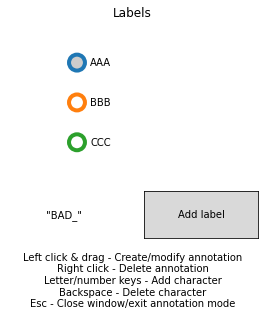 Labels
AAA
BBB
CCC
"BAD_"
Add label
Left click & drag - Create/modify annotation
Right click - Delete annotation
Letter/number keys - Add character
Backspace - Delete character
Esc - Close window/exit annotation mode